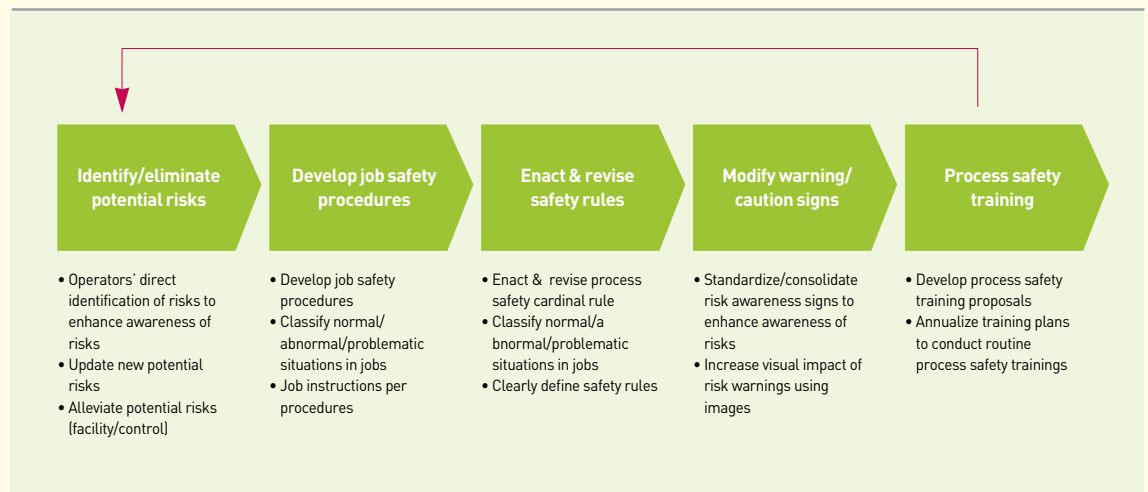 Identify/eliminate
potential risks
Develop job safety
procedures
Enact & revise
safety rules
Modify warning/
caution signs
Process safety
training
• Operators' direct
identification of risks to
enhance awareness of
risks
• Update new potential
risks
• Alleviate potential risks
(facility/control)
• Develop job safety
procedures
• Classify normal/
abnormal/problematic
situations in jobs
• Job instructions per
procedures
• Enact & revise process
safety cardinal rule
• Classify normal/a
bnormal/problematic
situations in jobs
• Clearly define safety rules
• Standardize/consolidate
risk awareness signs to
enhance awareness of
risks
• Increase visual impact of
risk warnings using
images
• Develop process safety
training proposals
• Annualize training plans
to conduct routine
process safety trainings